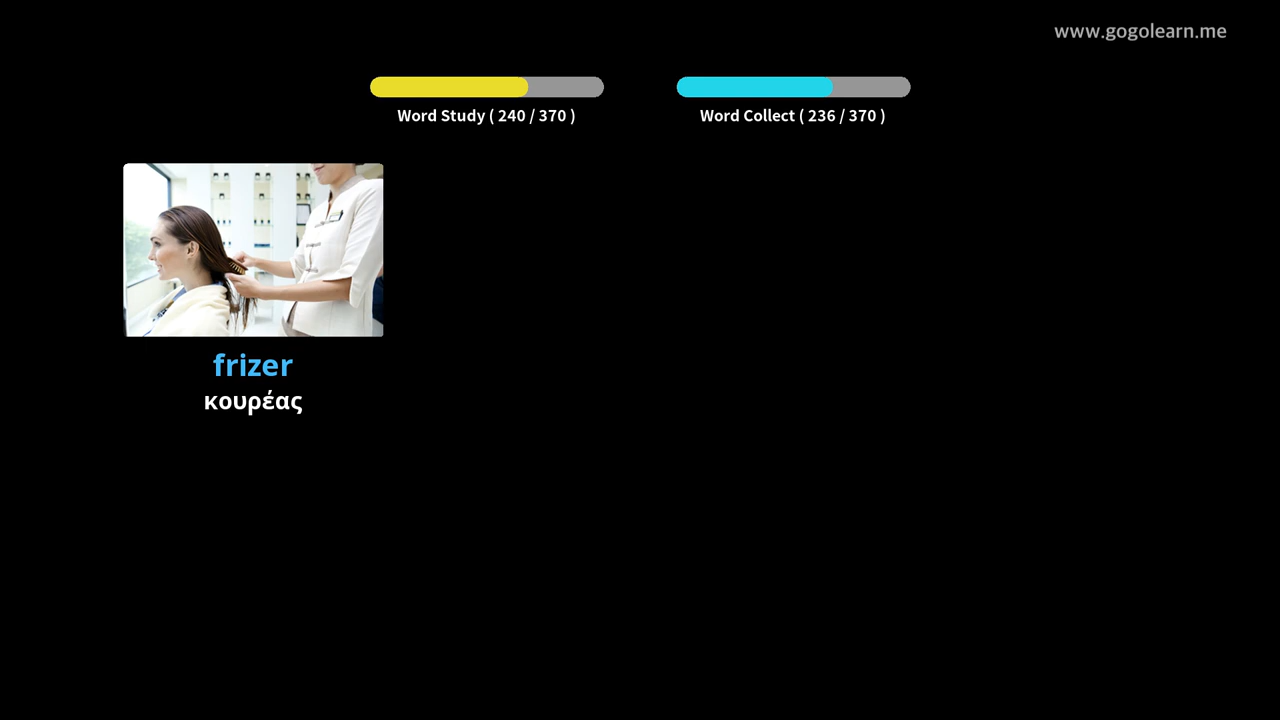 www.gogolearn.me
Word Study ( 240 / 370 )
Word Collect ( 236 / 370 )
frizer
κουρέας